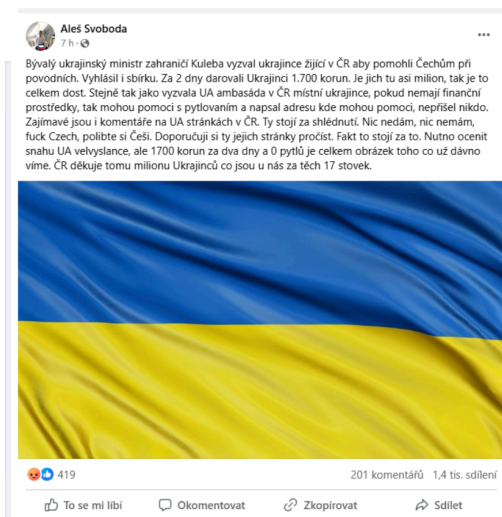 Aleš Svoboda
7 h ·
Bývalý ukrajinský ministr zahraničí Kuleba vyzval ukrajince žijící v ČR aby pomohli Čechům při
povodních. Vyhlásil i sbírku. Za 2 dny darovali Ukrajinci 1.700 korun. Je jich tu asi milion, tak je to
celkem dost. Stejně tak jako vyzvala UA ambasáda v ČR místní ukrajince, pokud nemají finanční
prostředky, tak mohou pomoci s pytlováním a napsal adresu kde mohou pomoci, nepřišel nikdo.
Zajímavé jsou i komentáře na UA stránkách v ČR. Ty stojí za shlédnutí. Nic nedám, nic nemám,
fuck Czech, polibte si Češi. Doporučuji si ty jejich stránky pročíst. Fakt to stojí za to. Nutno ocenit
snahu UA velvyslance, ale 1700 korun za dva dny a 0 pytlů je celkem obrázek toho co už dávno
víme. ČR děkuje tomu milionu Ukrajinců co jsou u nás za těch 17 stovek.
419
201 komentářů 1,4 tis. sdílení
To se mi líbí Okomentovat Zkopírovat Sdílet